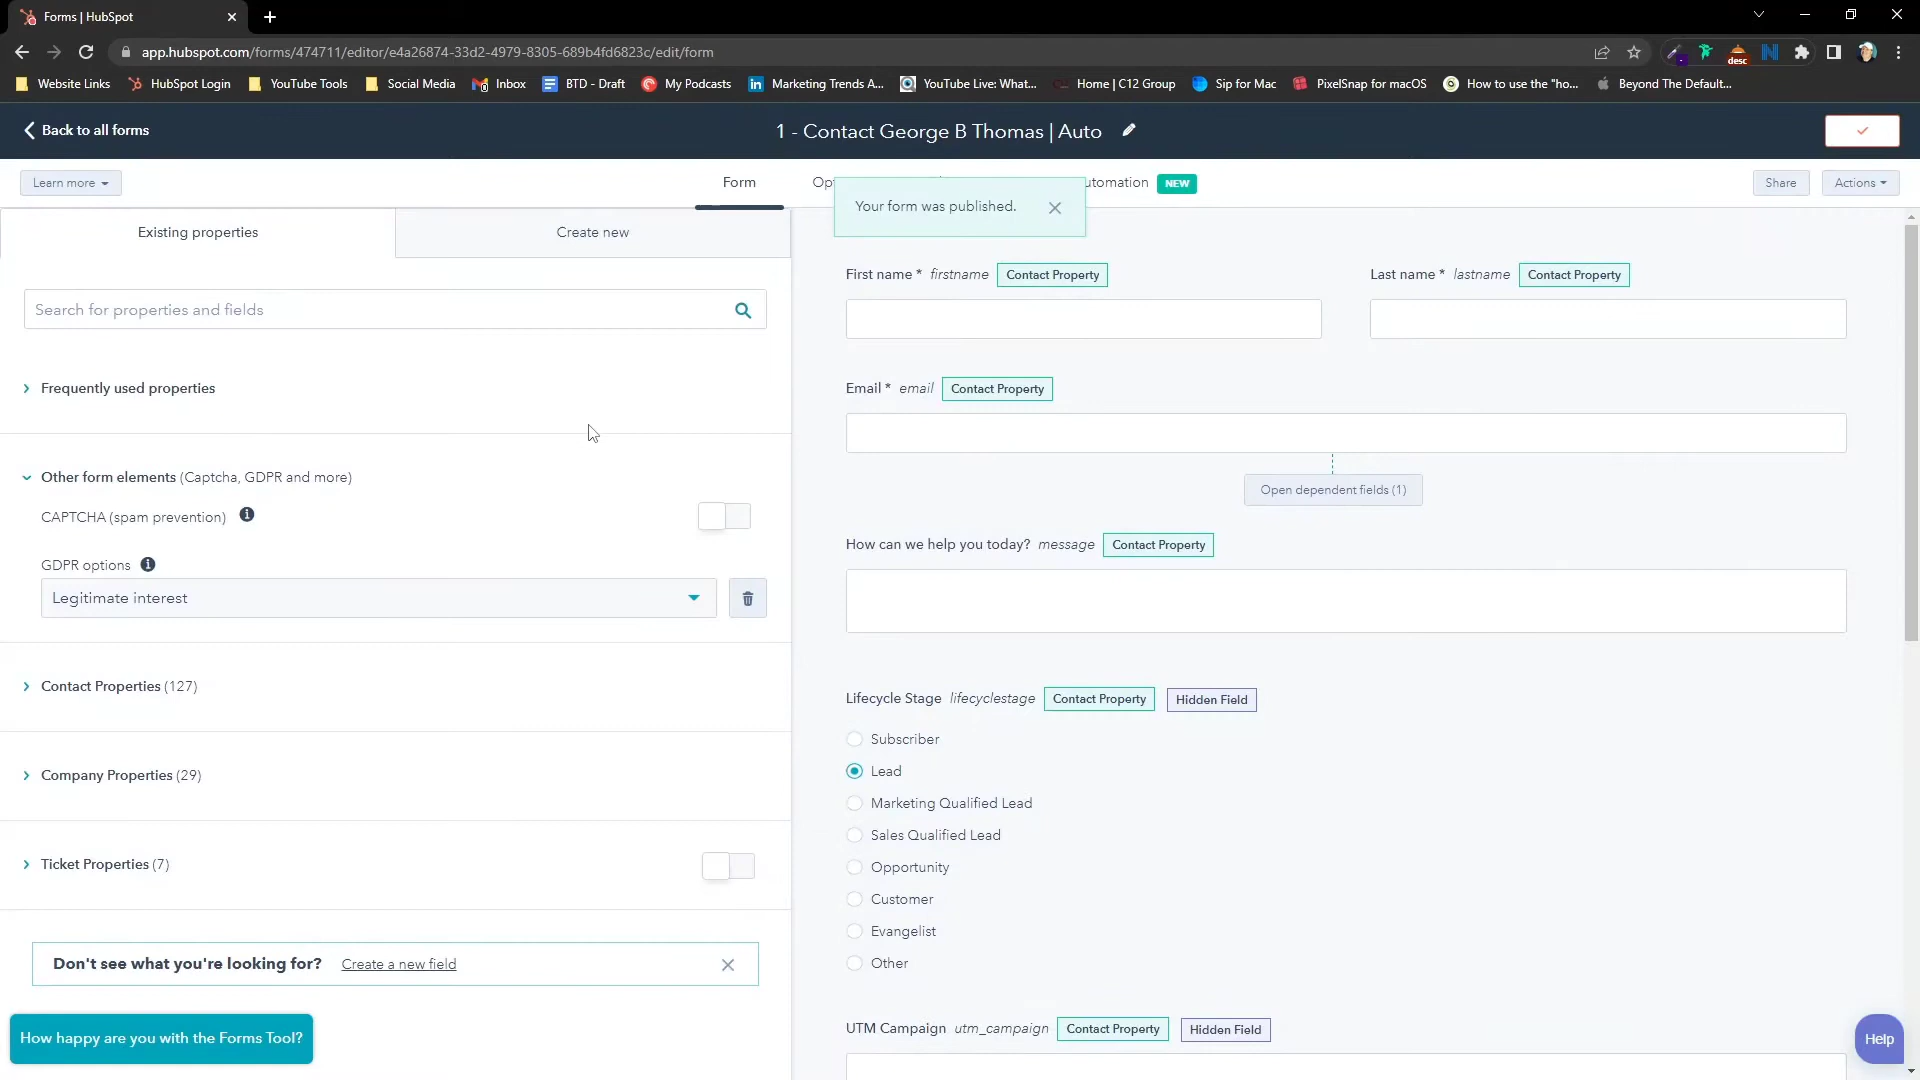 Forms | HubSpot
app.hubspot.com/forms/474711/editor/e4a26874-33d2-4979-8305-689b4fd6823c/edit/form
desc
Website Links
HubSpot Login
YouTube Tools
Social Media
Inbox
BTD - Draft
My Podcasts
Marketing Trends A...
YouTube Live: What...
Home | C12 Group
Sip for Mac
PixelSnap for macOS
How to use the "ho...
Beyond The Default...
Back to all forms
1 - Contact George B Thomas | Auto
Learn more
Form
Op
utomation
NEW
Share
Actions
Your form was published.
Existing properties
Create new
Search for properties and fields
Frequently used properties
Other form elements (Captcha, GDPR and more)
CAPTCHA (spam prevention)
GDPR options
Legitimate interest
Contact Properties (127)
Company Properties (29)
Ticket Properties (7)
Don't see what you're looking for? Create a new field
How happy are you with the Forms Tool?
First name * firstname Contact Property
Last name * lastname Contact Property
Email * email Contact Property
Open dependent fields (1)
How can we help you today? message Contact Property
Lifecycle Stage lifecyclestage Contact Property Hidden Field
Subscriber
Lead
Marketing Qualified Lead
Sales Qualified Lead
Opportunity
Customer
Evangelist
Other
UTM Campaign utm_campaign Contact Property Hidden Field
Help